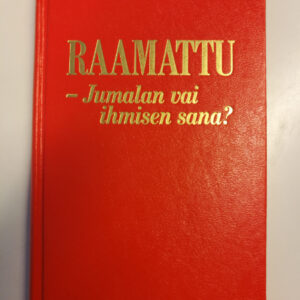 RAAMATTU
– Jumalan vai
ihmisen sana?